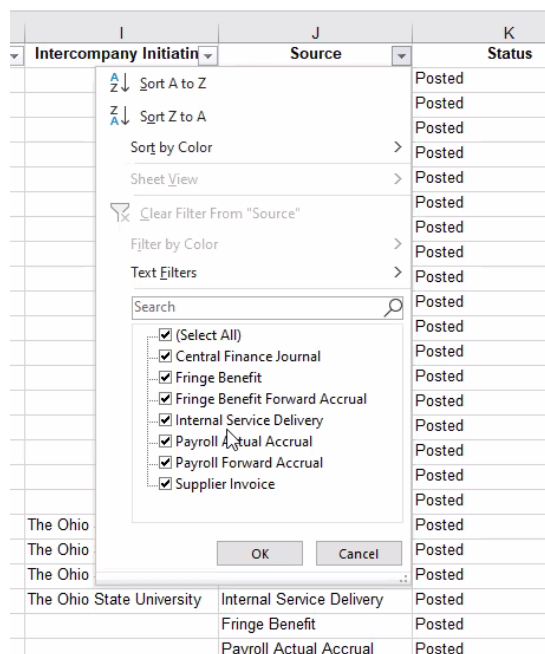 I J K
Intercompany Initiatin Source Status
Sort A to Z Posted
Posted
Sort Z to A Posted
Sort by Color Posted
Sheet View Posted
Posted
Clear Filter From "Source" Posted
Filter by Color Posted
Text Filters Posted
Search Posted
(Select All) Posted
Central Finance Journal Posted
Fringe Benefit Posted
Fringe Benefit Forward Accrual Posted
Internal Service Delivery Posted
Payroll Actual Accrual Posted
Payroll Forward Accrual Posted
Supplier Invoice Posted
The Ohio Posted
The Ohio OK Cancel Posted
The Ohio Posted
The Ohio State University Internal Service Delivery Posted
Fringe Benefit Posted
Payroll Actual Accrual Posted